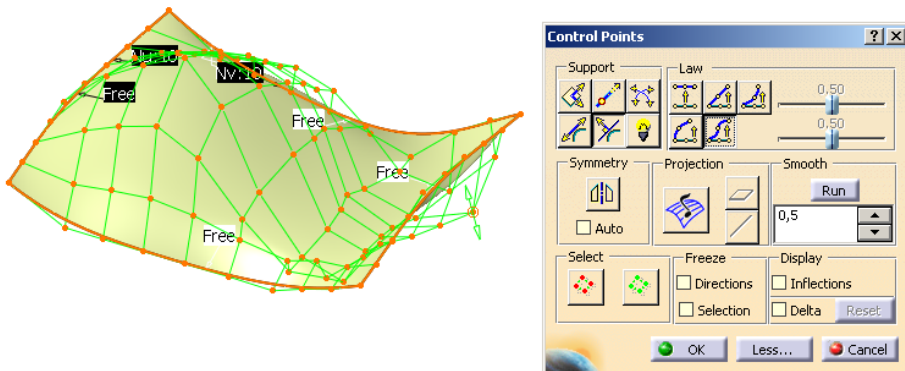 Nu:10
Nv:10
Free
Free
Free
Free
Control Points
Support
Law
0,50
0,50
Symmetry
Auto
Projection
Smooth
Run
0,5
Select
Freeze
Directions
Selection
Display
Inflections
Delta
Reset
OK
Less...
Cancel